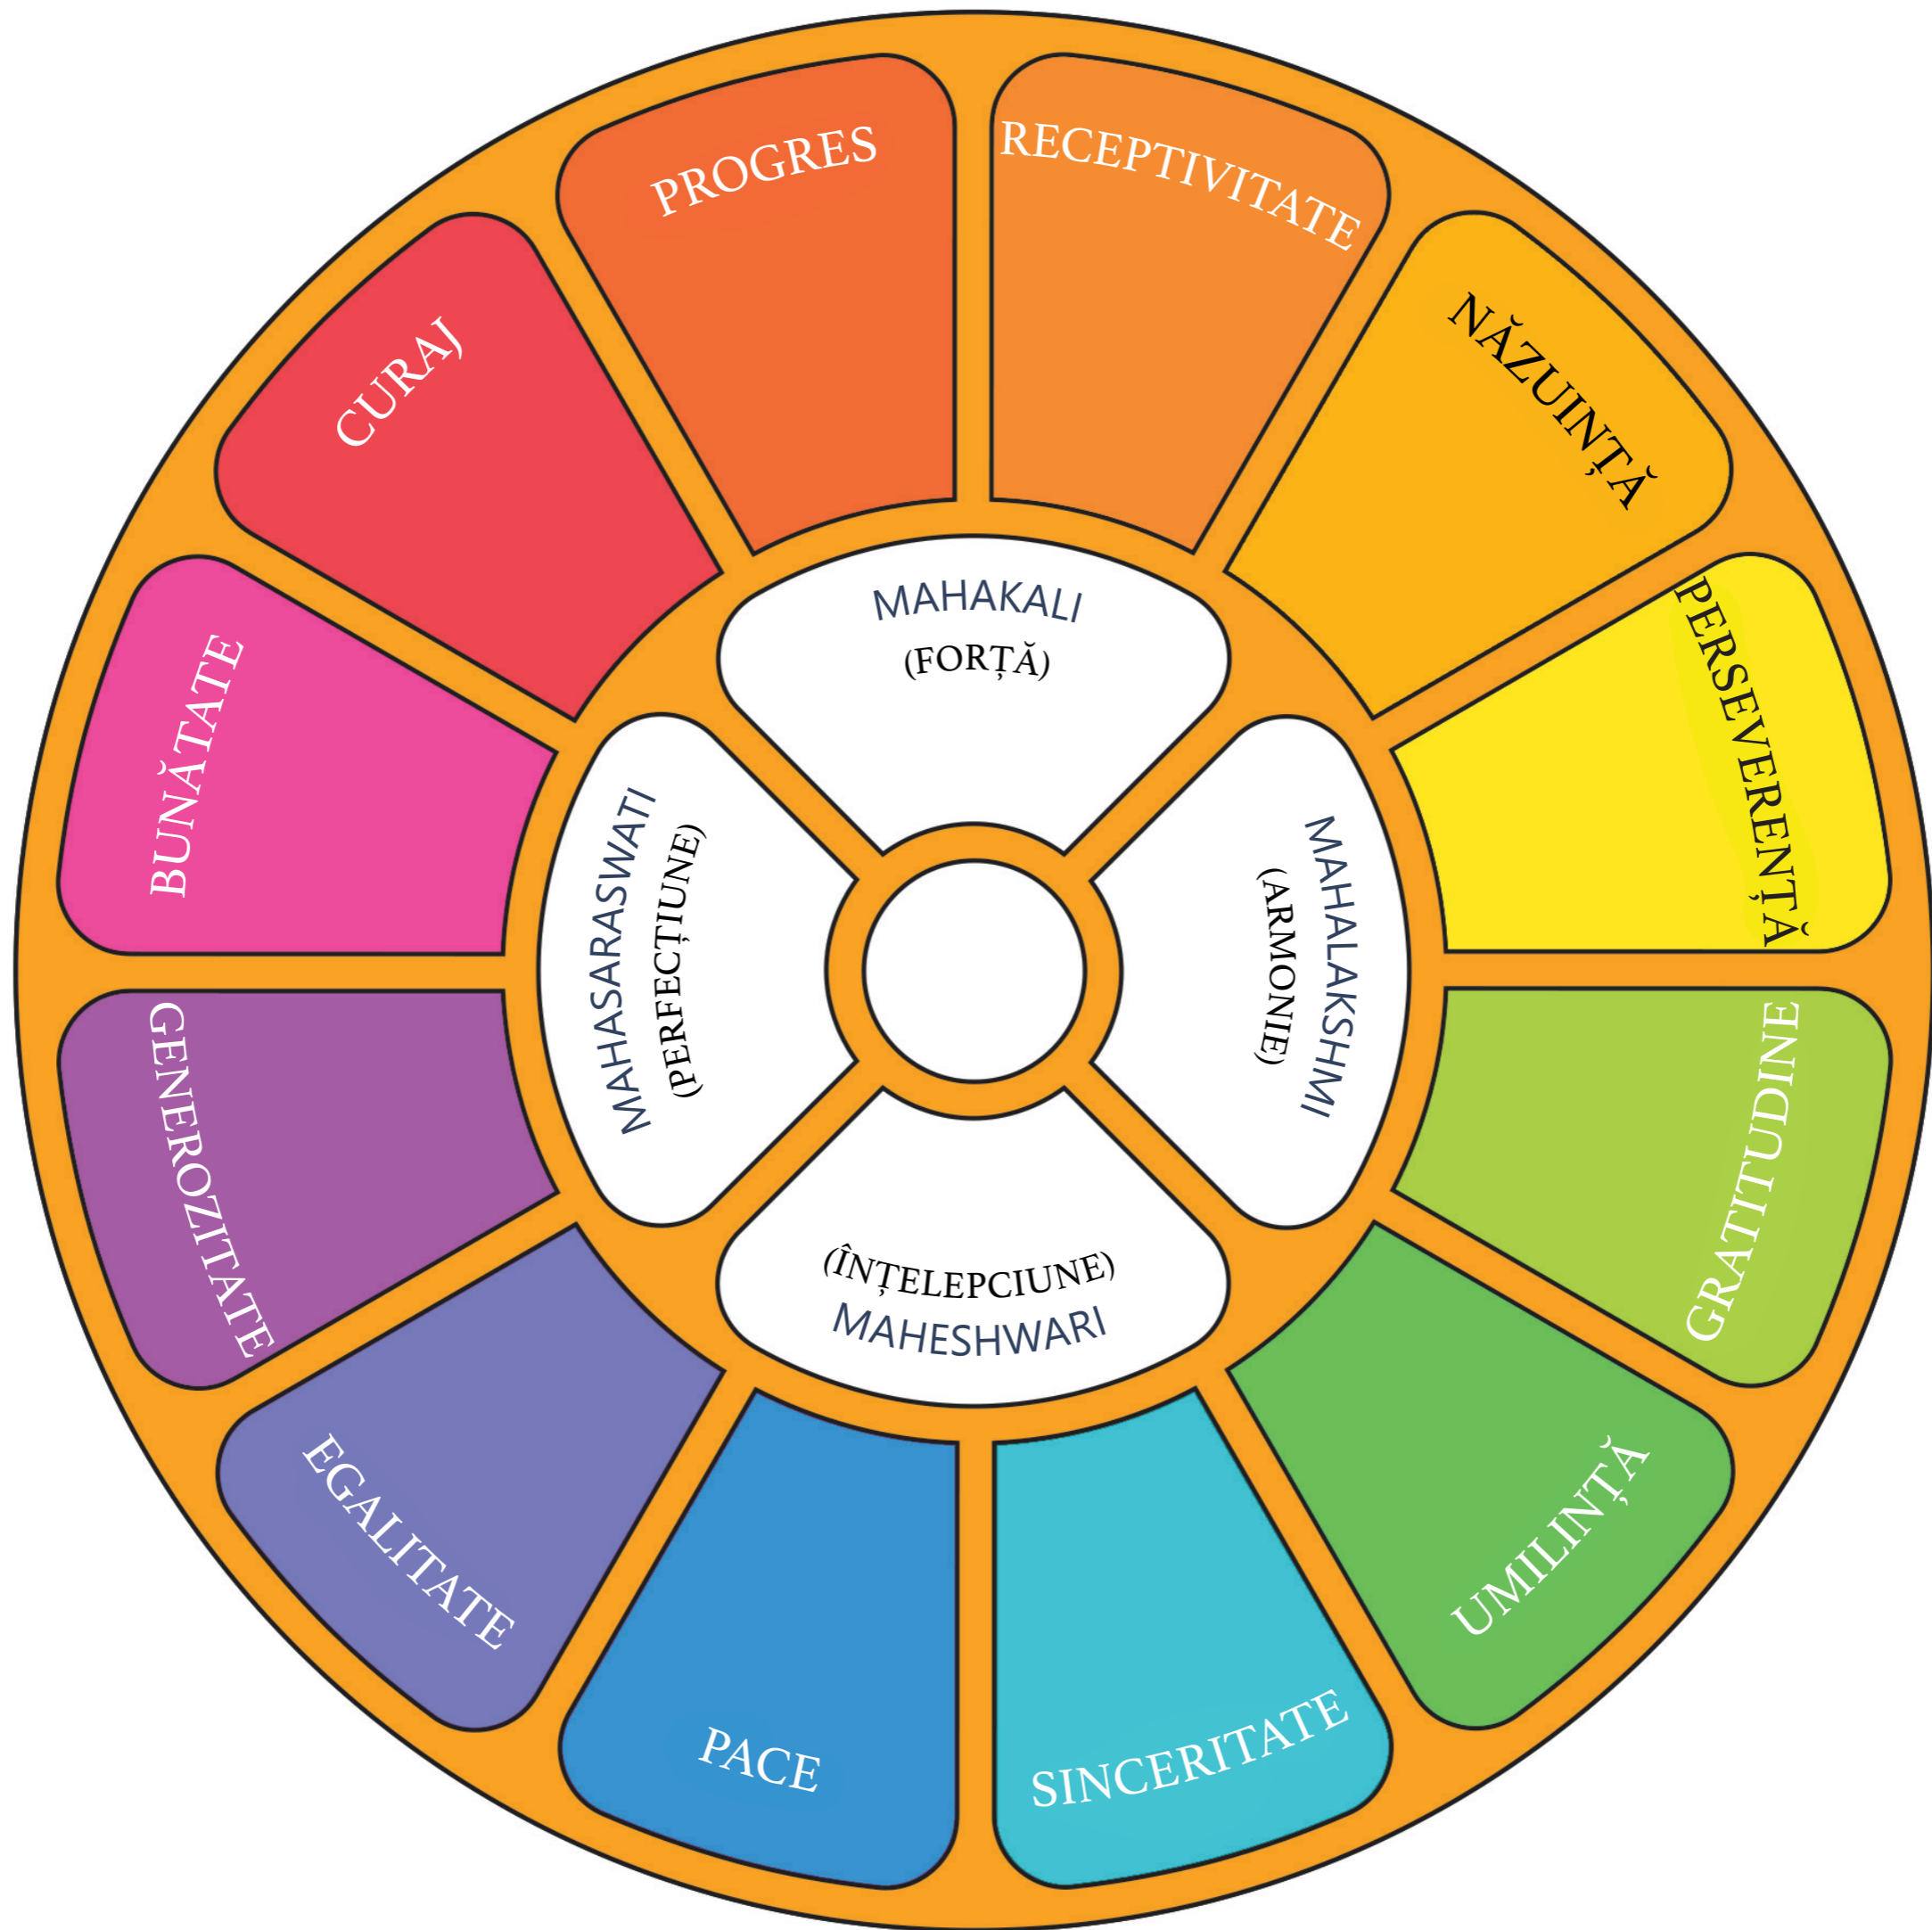 PROGRES
RECEPTIVITATE
NĂZUINȚĂ
PERSEVERENȚĂ
GRATITUDINE
UMILINȚĂ
SINCERITATE
PACE
EGALITATE
GENEROZITATE
BUNĂTATE
CURAJ
MAHAKALI
(FORȚĂ)
MAHALAKSHMI
(ARMONIE)
(ÎNȚELEPCIUNE)
MAHESHWARI
MAHASARASWATI
(PERFECȚIUNE)